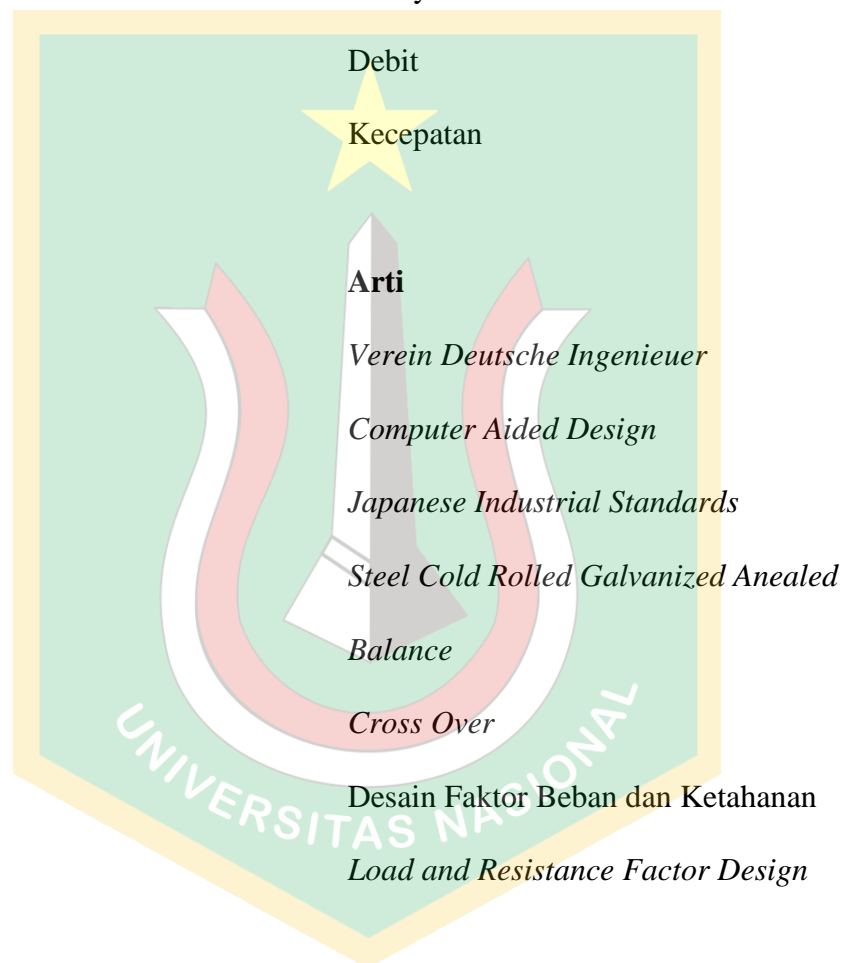 Debit
Kecepatan
Arti
Verein Deutsche Ingenieuer
Computer Aided Design
Japanese Industrial Standards
Steel Cold Rolled Galvanized Anealed
Balance
Cross Over
Desain Faktor Beban dan Ketahanan
Load and Resistance Factor Design
UNIVERSITAS NASIONAL